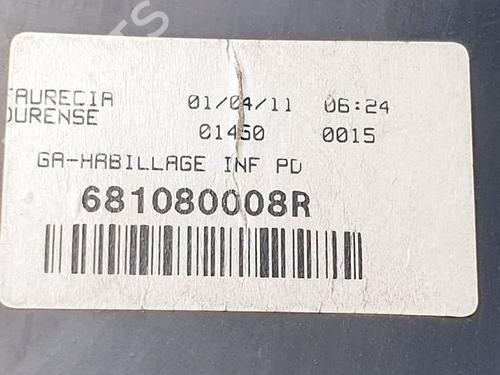 FAURECIA 01/04/11 06:24
OURENSE 01450 0015
GA-HABILLAGE INF PD
681080008R